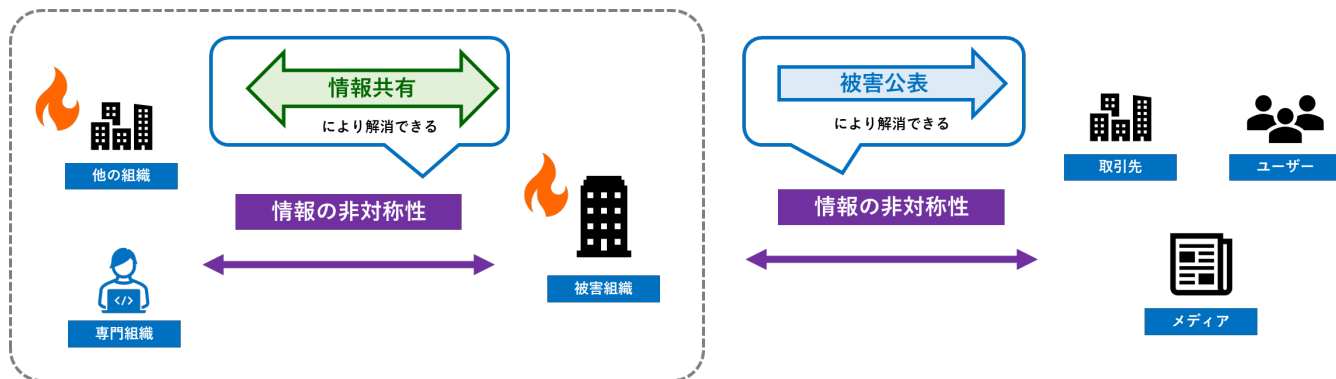 情報共有
により解消できる
他の組織
情報の非対称性
専門組織
被害組織
被害公表
により解消できる
情報の非対称性
取引先
ユーザー
メディア